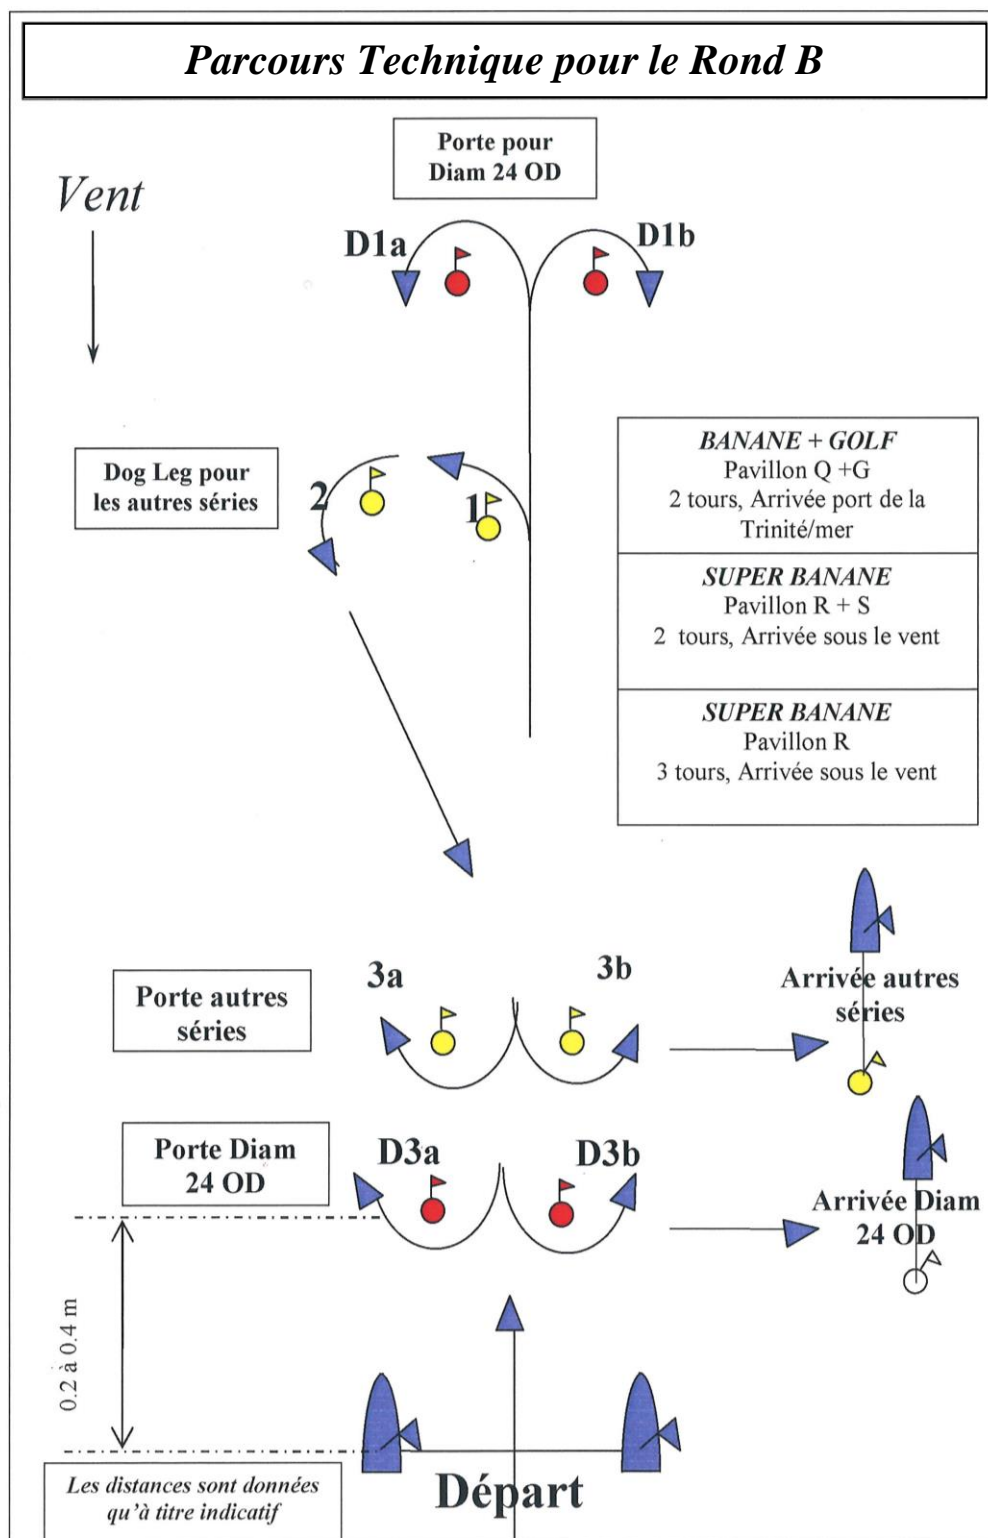 Parcours Technique pour le Rond B
Porte pour
Diam 24 OD
Vent
D1a
D1b
Dog Leg pour
les autres séries
2
1
BANANE + GOLF
Pavillon Q +G
2 tours, Arrivée port de la
Trinité/mer
SUPER BANANE
Pavillon R + S
2 tours, Arrivée sous le vent
SUPER BANANE
Pavillon R
3 tours, Arrivée sous le vent
3a
3b
Porte autres
séries
Arrivée autres
séries
Porte Diam
24 OD
D3a
D3b
Arrivée Diam
24 OD
0.2 à 0.4 m
Départ
Les distances sont données
qu'à titre indicatif